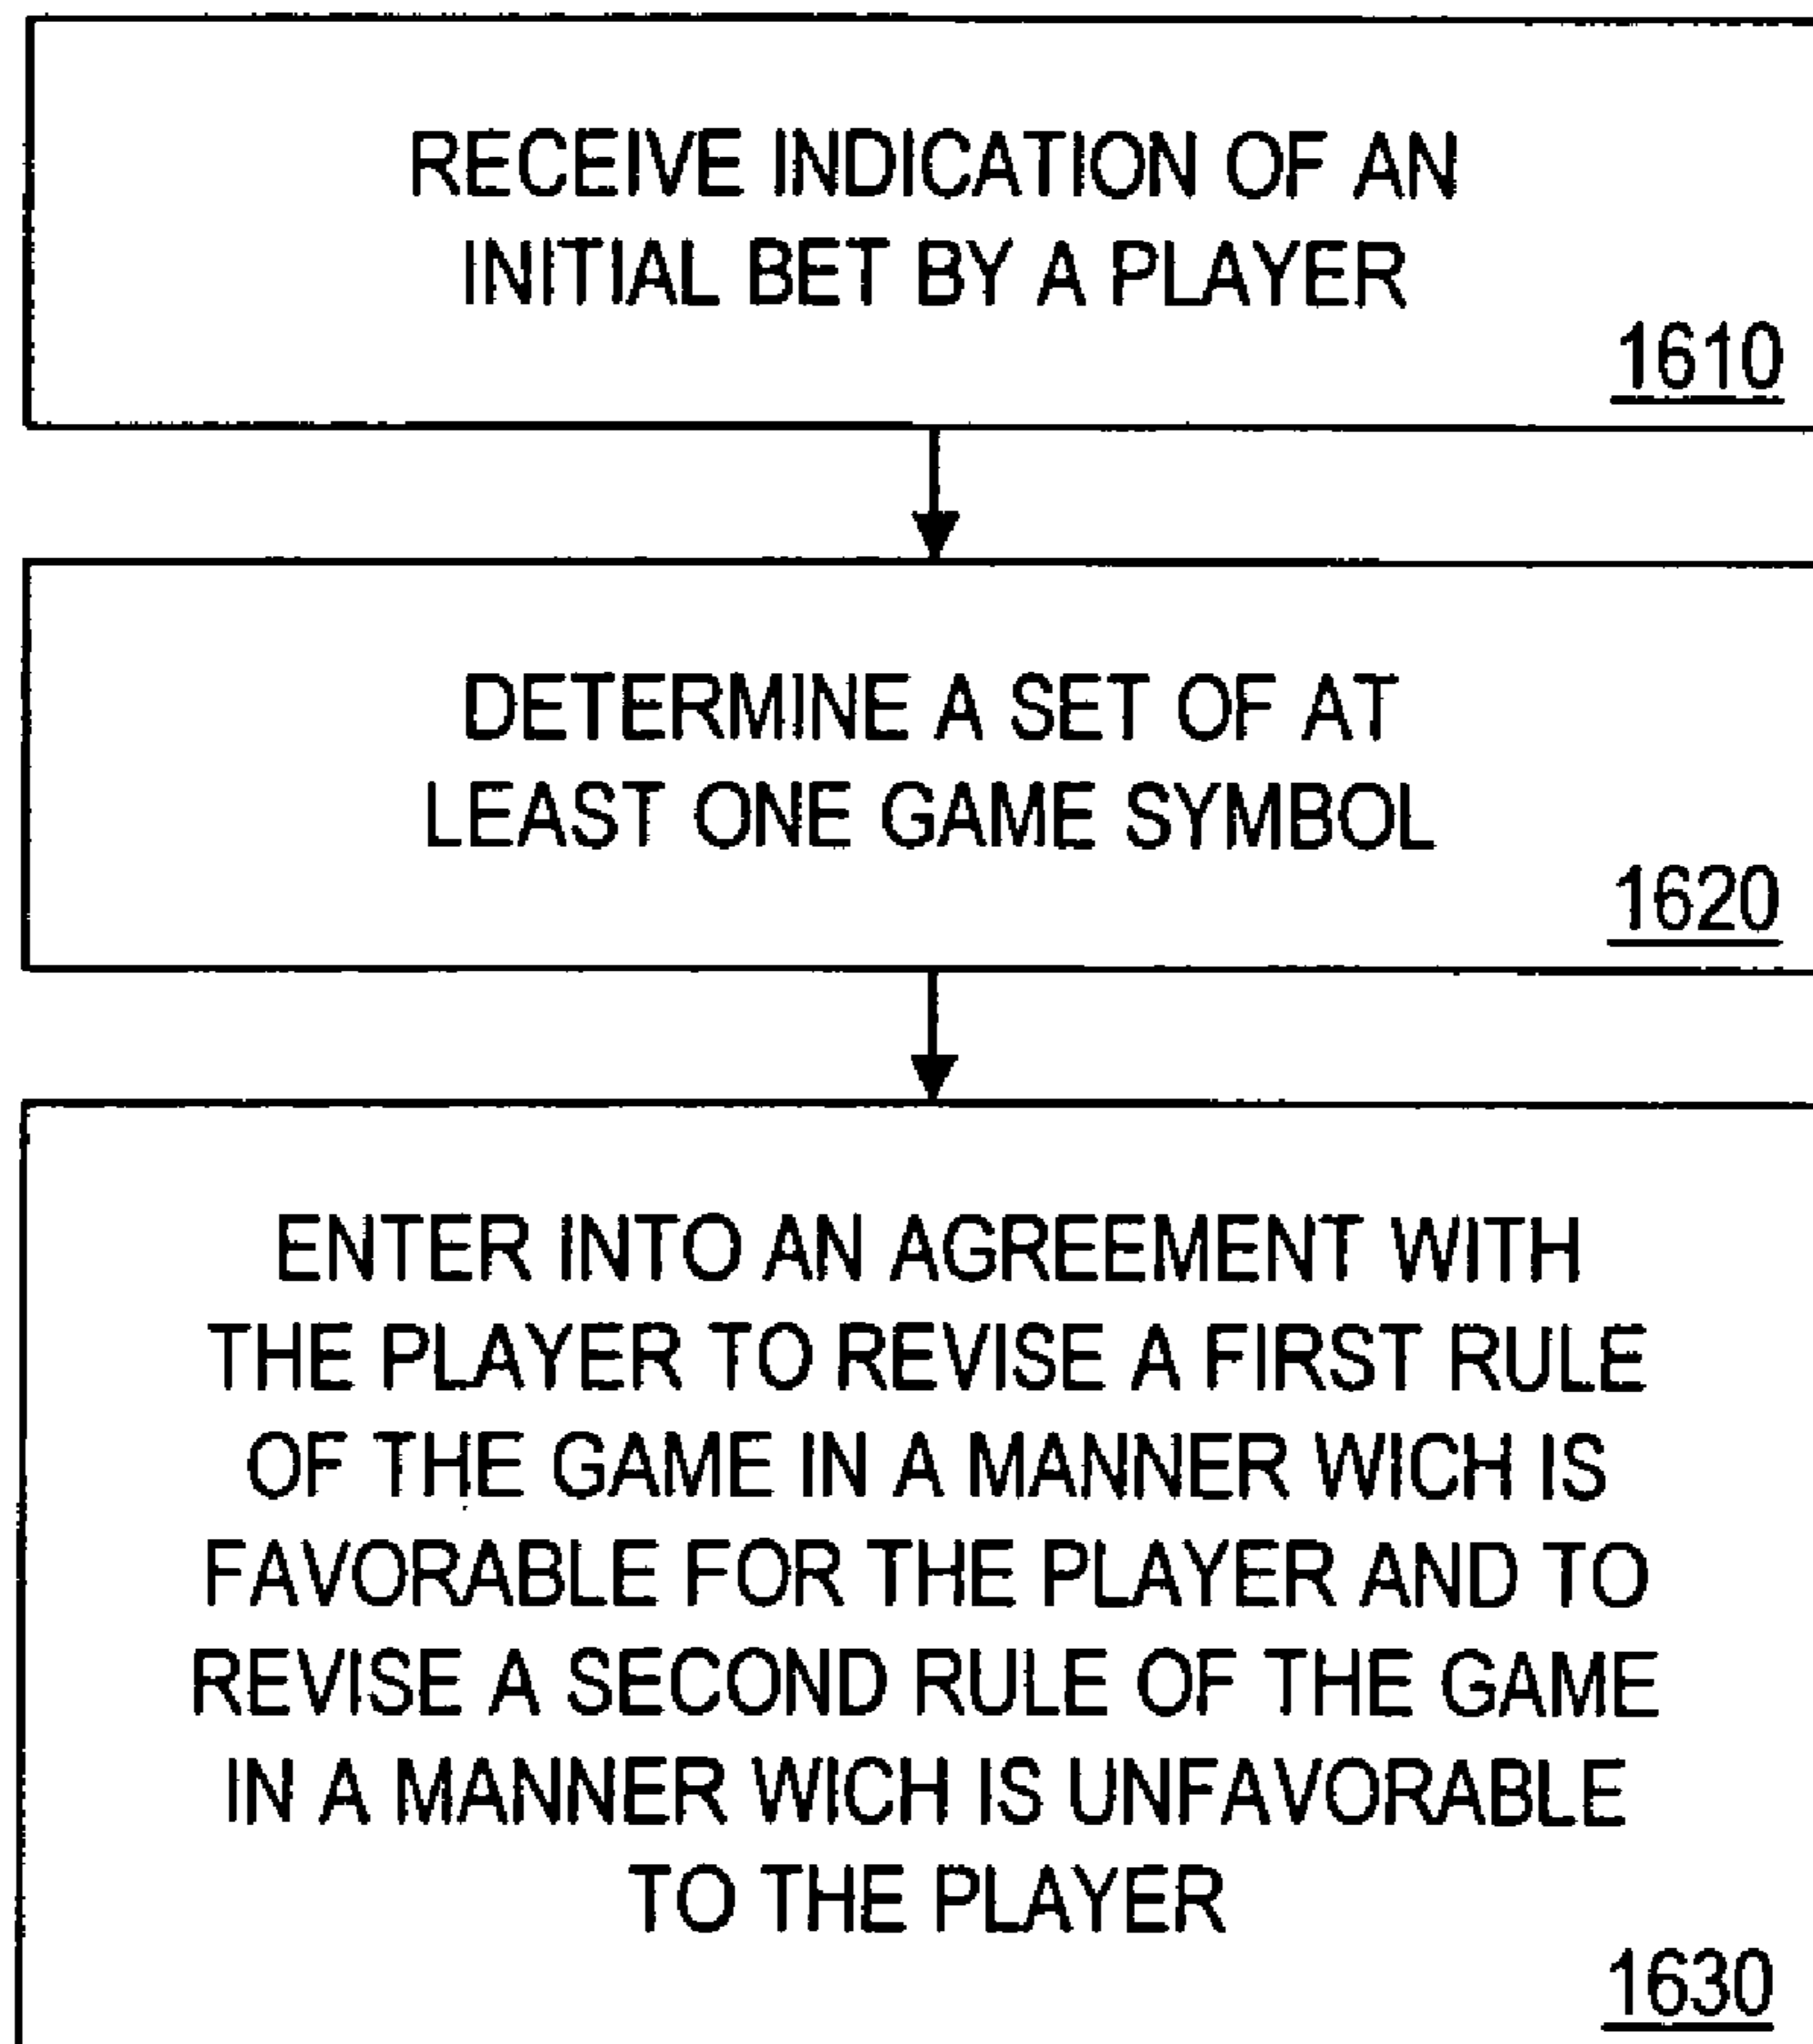 RECEIVE INDICATION OF AN
INITIAL BET BY A PLAYER
1610
DETERMINE A SET OF AT
LEAST ONE GAME SYMBOL
1620
ENTER INTO AN AGREEMENT WITH
THE PLAYER TO REVISE A FIRST RULE
OF THE GAME IN A MANNER WICH IS
FAVORABLE FOR THE PLAYER AND TO
REVISE A SECOND RULE OF THE GAME
IN A MANNER WICH IS UNFAVORABLE
TO THE PLAYER
1630